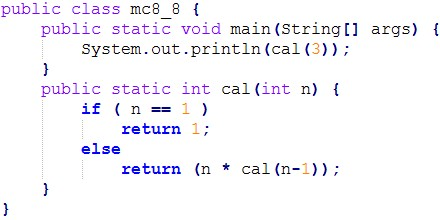 public class mc8_8 {
    public static void main(String[] args) {
        System.out.println(cal(3));
    }
    public static int cal(int n) {
        if ( n == 1 )
            return 1;
        else
            return (n * cal(n-1));
    }
}